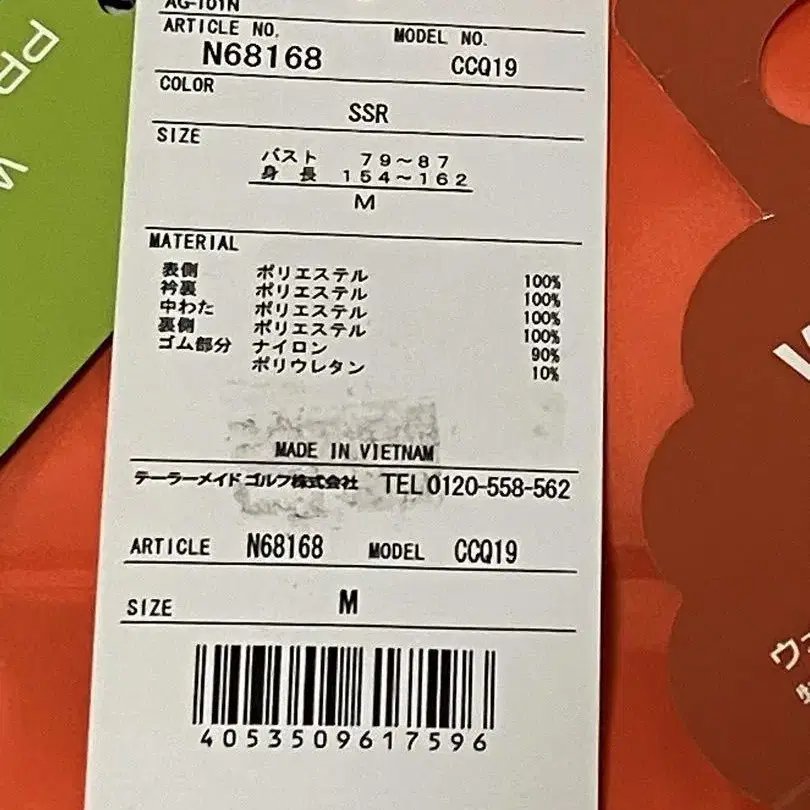 AG-101N
ARTICLE NO. MODEL NO.
N68168 CCQ19
COLOR
SSR
SIZE
バスト 79～87
身長 154～162
M
MATERIAL
表側 ポリエステル 100%
衿裏 ポリエステル 100%
中わた ポリエステル 100%
裏側 ポリエステル 100%
ゴム部分 ナイロン 90%
ポリウレタン 10%
MADE IN VIETNAM
テーラーメイド ゴルフ株式会社 TEL 0120-558-562
ARTICLE N68168 MODEL CCQ19
SIZE M
4053509617596